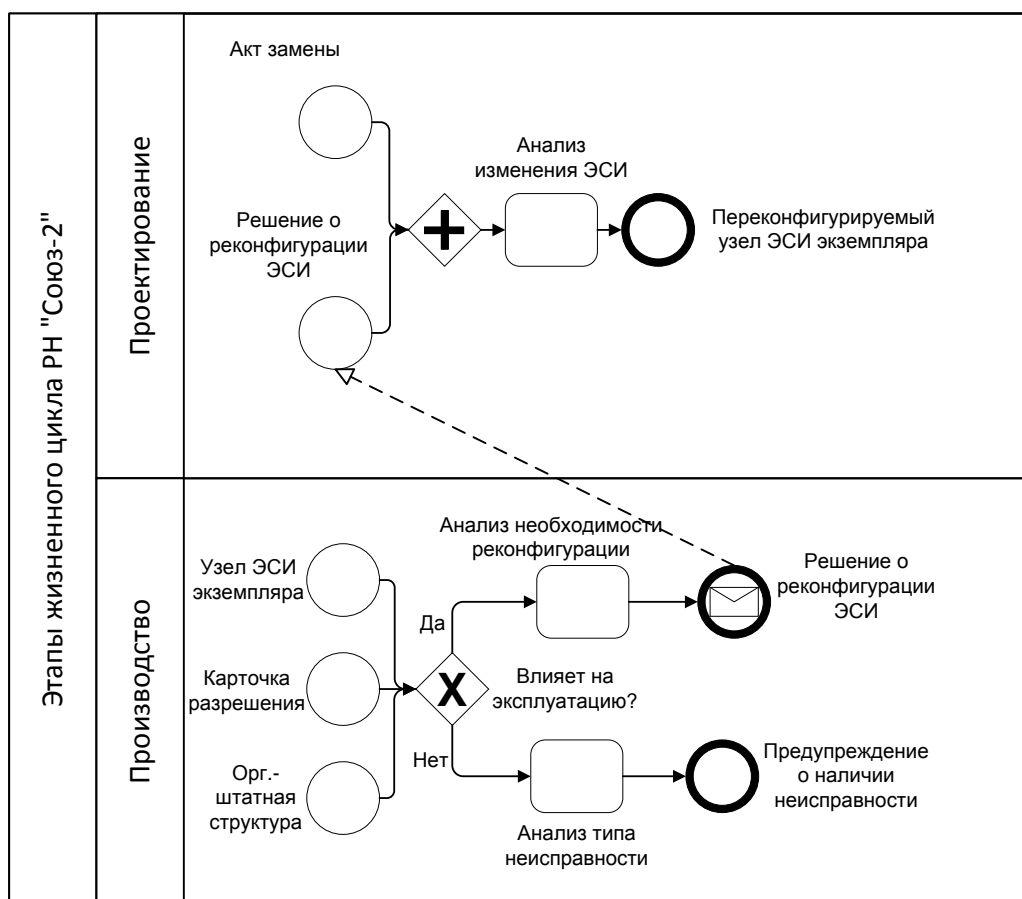 Этапы жизненного цикла РН "Союз-2"
Проектирование
Акт замены
Анализ
изменения ЭСИ
Решение о
реконфигурации
ЭСИ
Переконфигурируемый
узел ЭСИ экземпляра
Производство
Анализ необходимости
реконфигурации
Узел ЭСИ
экземпляра
Решение о
реконфигурации
ЭСИ
Да
Карточка
разрешения
X
Влияет на
эксплуатацию?
Нет
Орг.-
штатная
структура
Предупреждение
о наличии
неисправности
Анализ типа
неисправности